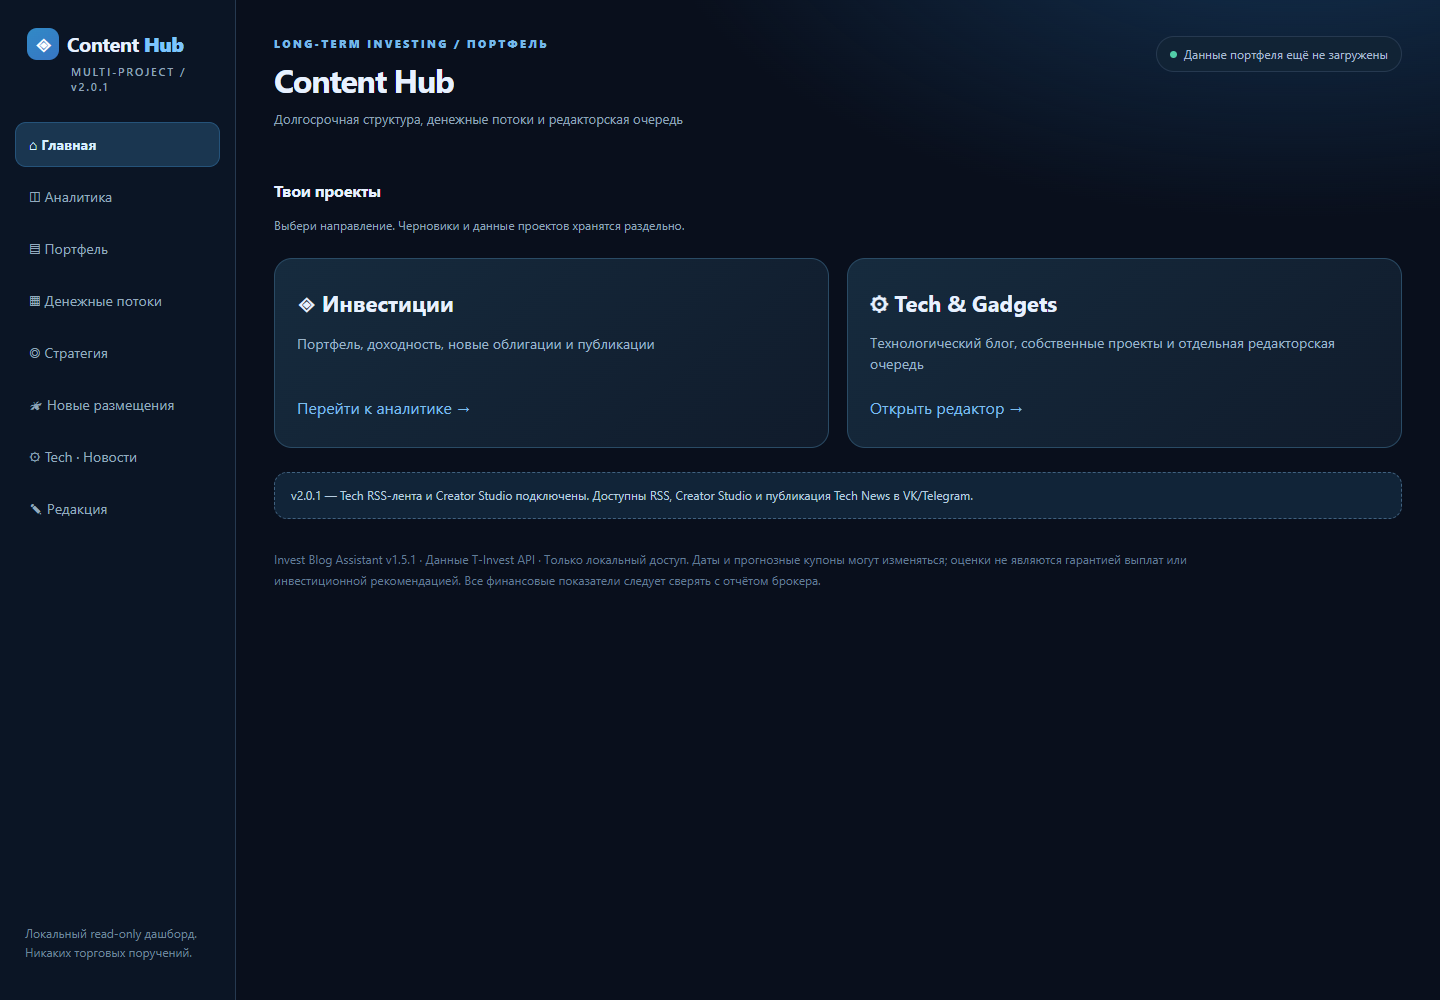 Content Hub
MULTI-PROJECT /
v2.0.1
Главная
Аналитика
Портфель
Денежные потоки
Стратегия
Новые размещения
Tech · Новости
Редакция
Локальный read-only дашборд.
Никаких торговых поручений.
LONG-TERM INVESTING / ПОРТФЕЛЬ
Content Hub
Долгосрочная структура, денежные потоки и редакторская очередь
Данные портфеля ещё не загружены
Твои проекты
Выбери направление. Черновики и данные проектов хранятся раздельно.
Инвестиции
Портфель, доходность, новые облигации и публикации
Перейти к аналитике →
Tech & Gadgets
Технологический блог, собственные проекты и отдельная редакторская
очередь
Открыть редактор →
v2.0.1 — Tech RSS-лента и Creator Studio подключены. Доступны RSS, Creator Studio и публикация Tech News в VK/Telegram.
Invest Blog Assistant v1.5.1 · Данные T-Invest API · Только локальный доступ. Даты и прогнозные купоны могут изменяться; оценки не являются гарантией выплат или
инвестиционной рекомендацией. Все финансовые показатели следует сверять с отчётом брокера.